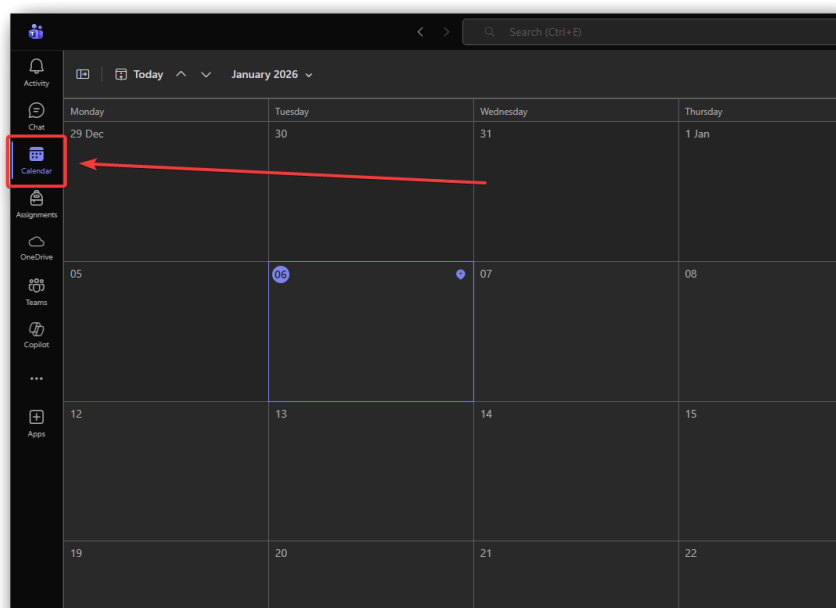 Search (Ctrl+E)
Activity
Chat
Calendar
Assignments
OneDrive
Teams
Copilot
Apps
Today January 2026
Monday Tuesday Wednesday Thursday
29 Dec 30 31 1 Jan
05 06 07 08
12 13 14 15
19 20 21 22